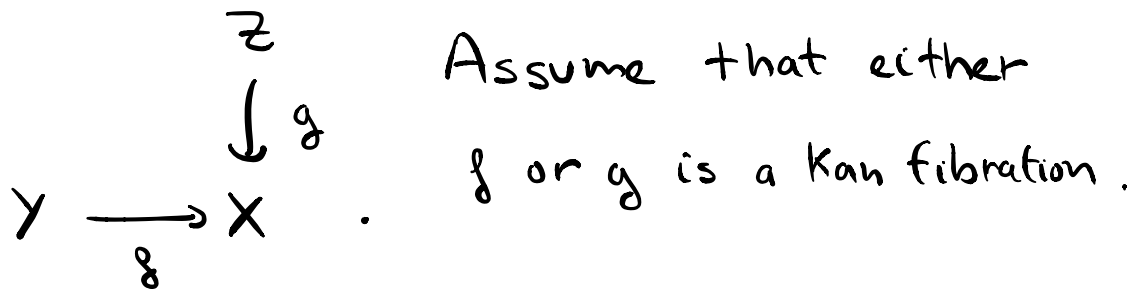 Z
Assume that either
↓ g
f or g is a Kan fibration.
Y → X .
f